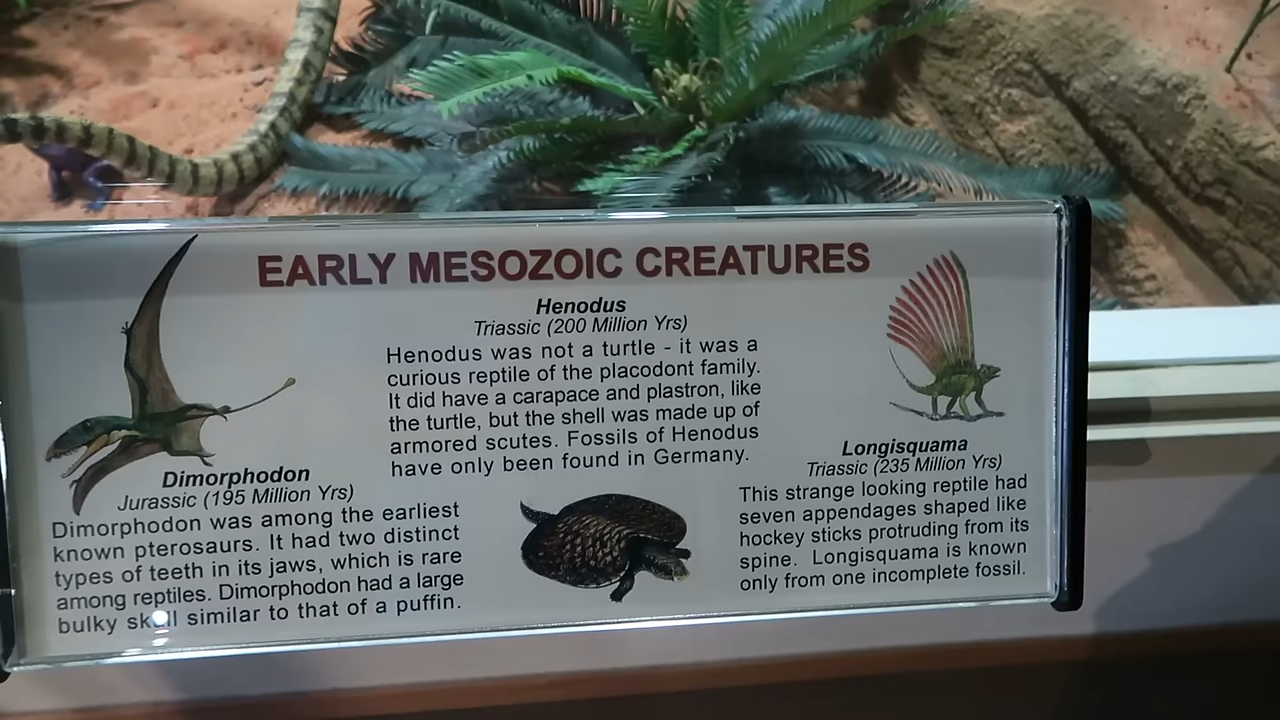 EARLY MESOZOIC CREATURES
Henodus
Triassic (200 Million Yrs)
Henodus was not a turtle - it was a
curious reptile of the placodont family.
It did have a carapace and plastron, like
the turtle, but the shell was made up of
armored scutes. Fossils of Henodus
have only been found in Germany.
Dimorphodon
Jurassic (195 Million Yrs)
Dimorphodon was among the earliest
known pterosaurs. It had two distinct
types of teeth in its jaws, which is rare
among reptiles. Dimorphodon had a large
bulky skull similar to that of a puffin.
Longisquama
Triassic (235 Million Yrs)
This strange looking reptile had
seven appendages shaped like
hockey sticks protruding from its
spine. Longisquama is known
only from one incomplete fossil.